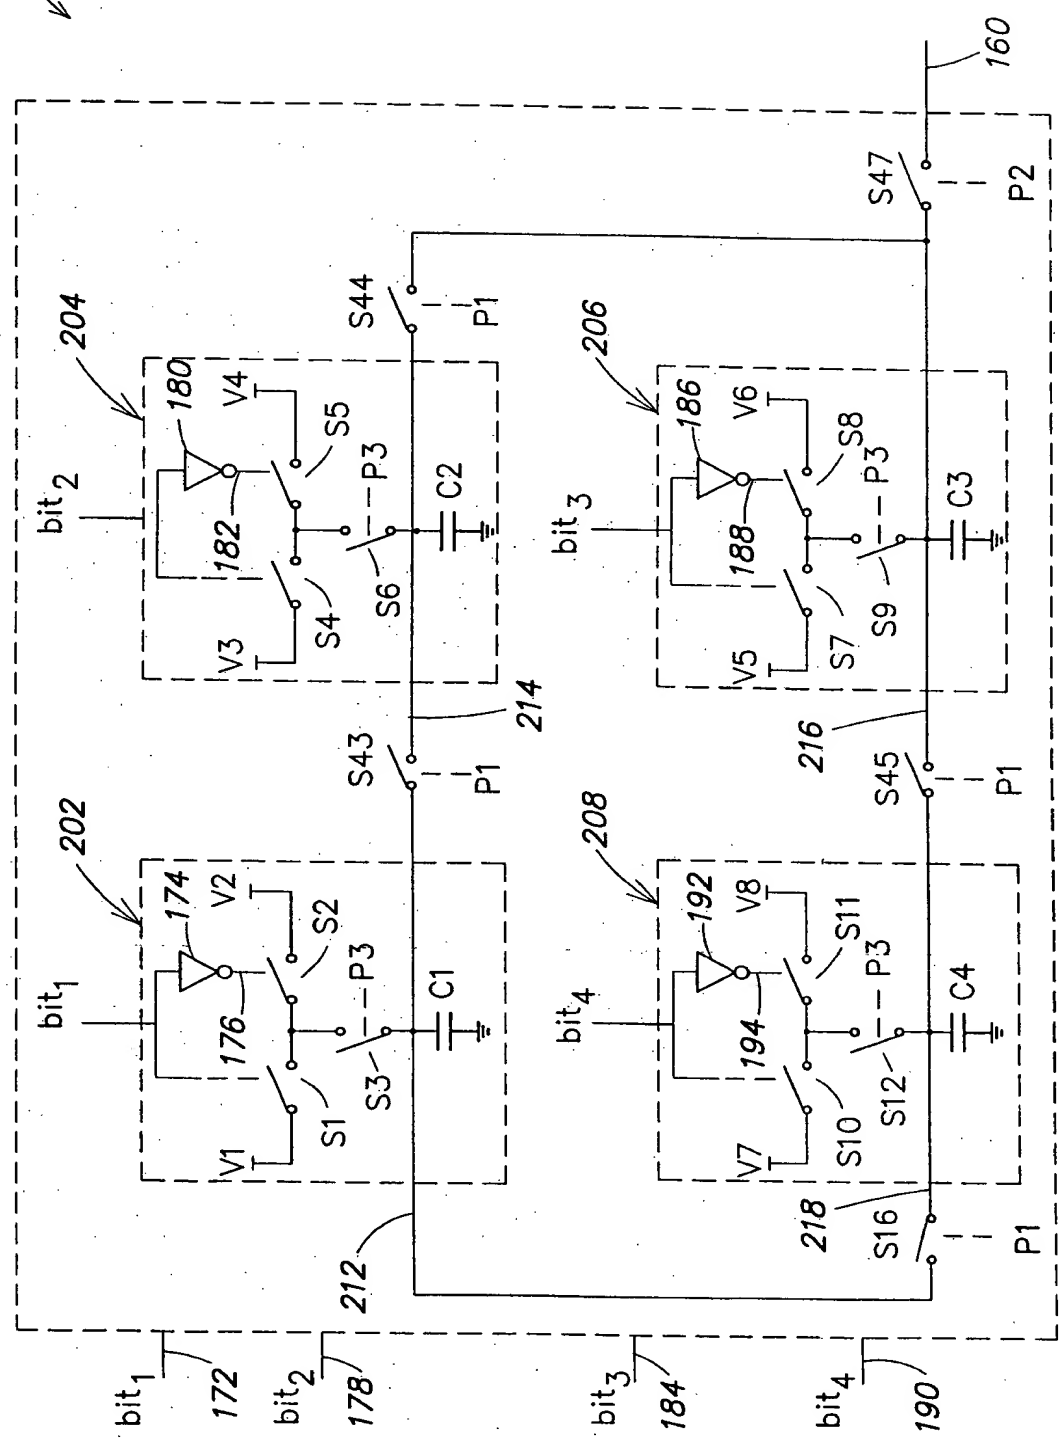 bit1
202
174
V2
176
V1
S1
S2
S3
P3
C1
212
bit2
204
180
V4
182
V3
S4
S5
S6
P3
C2
S43
P1
214
S44
P1
bit4
208
192
V8
194
V7
S10
S11
S12
P3
C4
218
S16
P1
bit3
206
186
V6
188
V5
S7
S8
S9
P3
C3
S45
P1
216
S47
P2
160
bit1
172
bit2
178
bit3
184
bit4
190